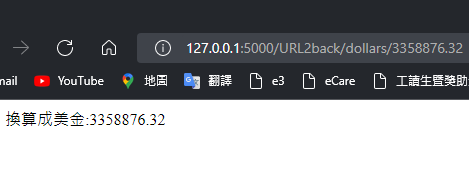 127.0.0.1:5000/URL2back/dollars/3358876.32
mail YouTube 地圖 翻譯 e3 eCare 工讀生暨獎助
換算成美金:3358876.32